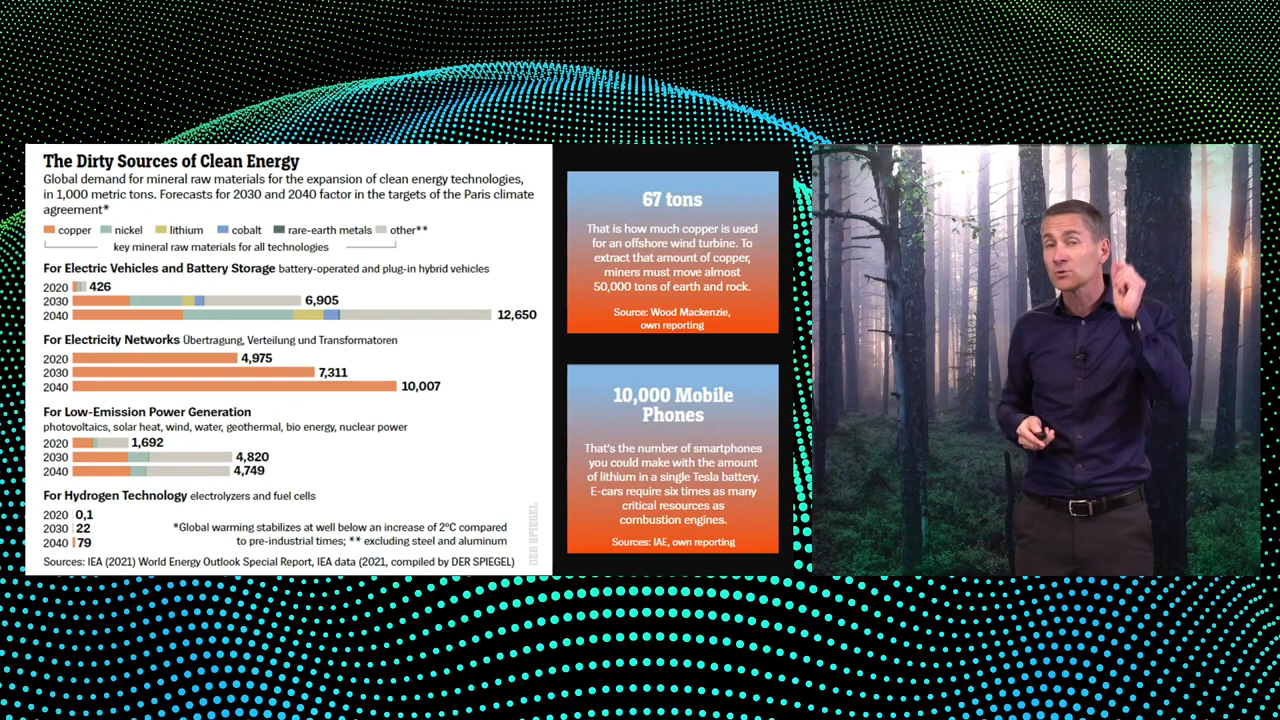 The Dirty Sources of Clean Energy
Global demand for mineral raw materials for the expansion of clean energy technologies,
in 1,000 metric tons. Forecasts for 2030 and 2040 factor in the targets of the Paris climate
agreement*
copper nickel lithium cobalt rare-earth metals other**
key mineral raw materials for all technologies
For Electric Vehicles and Battery Storage battery-operated and plug-in hybrid vehicles
2020 426
2030 6,905
2040 12,650
For Electricity Networks Übertragung, Verteilung und Transformatoren
2020 4,975
2030 7,311
2040 10,007
For Low-Emission Power Generation
photovoltaics, solar heat, wind, water, geothermal, bio energy, nuclear power
2020 1,692
2030 4,820
2040 4,749
For Hydrogen Technology electrolyzers and fuel cells
2020 0,1
2030 22
2040 79
*Global warming stabilizes at well below an increase of 2°C compared
to pre-industrial times; ** excluding steel and aluminum
DER SPIEGEL
Sources: IEA (2021) World Energy Outlook Special Report, IEA data (2021, compiled by DER SPIEGEL)
67 tons
That is how much copper is used
for an offshore wind turbine. To
extract that amount of copper,
miners must move almost
50,000 tons of earth and rock.
Source: Wood Mackenzie,
own reporting
10,000 Mobile
Phones
That's the number of smartphones
you could make with the amount
of lithium in a single Tesla battery.
E-cars require six times as many
critical resources as
combustion engines.
Sources: IAE, own reporting